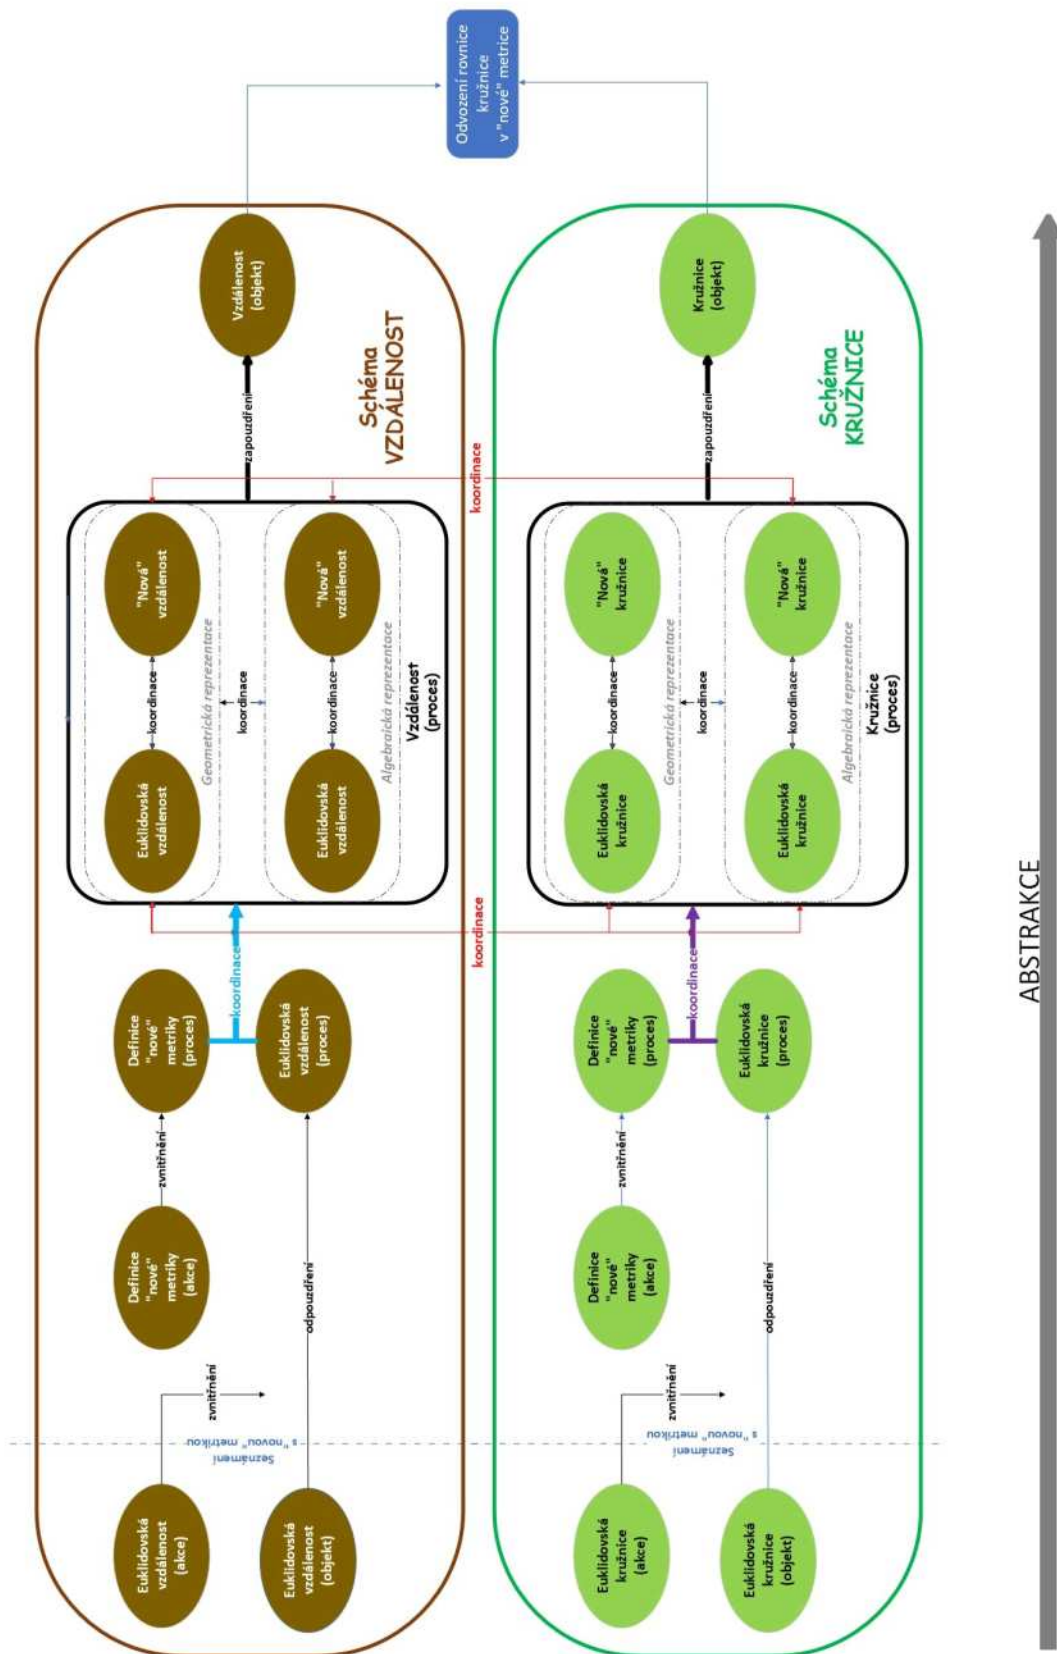 Odvození rovnice
kružnice
v "nové" metrice
Vzdálenost
(objekt)
Schéma
VZDÁLENOST
zapouzdření
koordinace
"Nová"
vzdálenost
koordinace
Euklidovská
vzdálenost
Geometrická reprezentace
koordinace
"Nová"
vzdálenost
koordinace
Euklidovská
vzdálenost
Algebraická reprezentace
Vzdálenost
(proces)
koordinace
koordinace
Definice
"nové"
metriky
(proces)
Euklidovská
vzdálenost
(proces)
zvnitřnění
Definice
"nové"
metriky
(akce)
odpouzdření
zvnitřnění
Seznámení
s "novou" metrikou
Euklidovská
vzdálenost
(akce)
Euklidovská
vzdálenost
(objekt)
Kružnice
(objekt)
Schéma
KRUŽNICE
zapouzdření
"Nová"
kružnice
koordinace
Euklidovská
kružnice
Geometrická reprezentace
koordinace
"Nová"
kružnice
koordinace
Euklidovská
kružnice
Algebraická reprezentace
Kružnice
(proces)
koordinace
Definice
"nové"
metriky
(proces)
Euklidovská
kružnice
(proces)
zvnitřnění
Definice
"nové"
metriky
(akce)
odpouzdření
zvnitřnění
Seznámení
s "novou" metrikou
Euklidovská
kružnice
(akce)
Euklidovská
kružnice
(objekt)
ABSTRAKCE